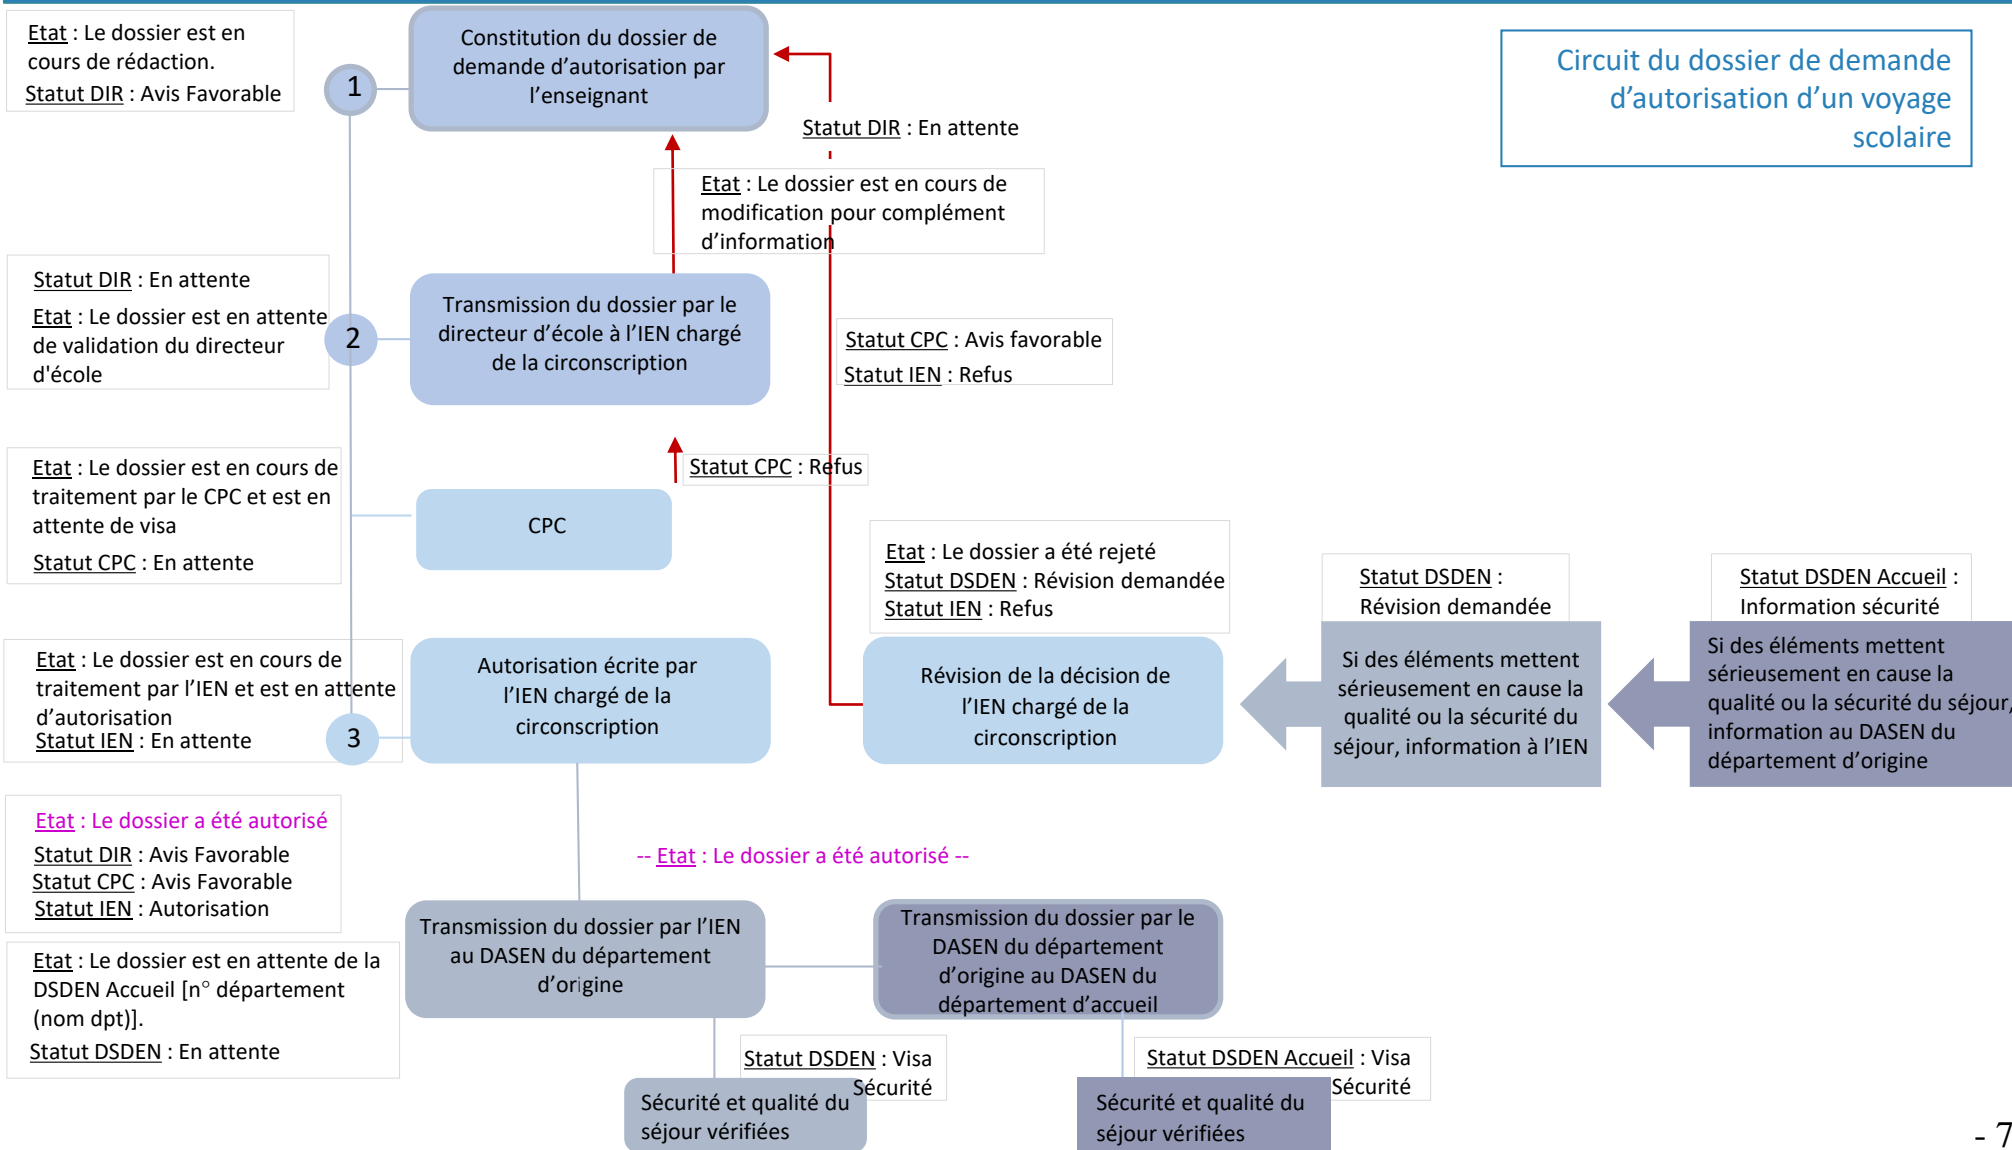 Circuit du dossier de demande
d’autorisation d’un voyage
scolaire
Etat : Le dossier est en
cours de rédaction.
Statut DIR : Avis Favorable
1
Constitution du dossier de
demande d’autorisation par
l’enseignant
Statut DIR : En attente
Etat : Le dossier est en cours de
modification pour complément
d’information
Statut DIR : En attente
Etat : Le dossier est en attente
de validation du directeur
d'école
2
Transmission du dossier par le
directeur d’école à l’IEN chargé
de la circonscription
Statut CPC : Avis favorable
Statut IEN : Refus
Etat : Le dossier est en cours de
traitement par le CPC et est en
attente de visa
Statut CPC : En attente
CPC
Statut CPC : Refus
Etat : Le dossier a été rejeté
Statut DSDEN : Révision demandée
Statut IEN : Refus
Statut DSDEN :
Révision demandée
Statut DSDEN Accueil :
Information sécurité
Etat : Le dossier est en cours de
traitement par l’IEN et est en attente
d’autorisation
Statut IEN : En attente
3
Autorisation écrite par
l’IEN chargé de la
circonscription
Révision de la décision de
l’IEN chargé de la
circonscription
Si des éléments mettent
sérieusement en cause la
qualité ou la sécurité du
séjour, information à l’IEN
Si des éléments mettent
sérieusement en cause la
qualité ou la sécurité du séjour,
information au DASEN du
département d’origine
Etat : Le dossier a été autorisé
Statut DIR : Avis Favorable
Statut CPC : Avis Favorable
Statut IEN : Autorisation
-- Etat : Le dossier a été autorisé --
Etat : Le dossier est en attente de la
DSDEN Accueil [n° département
(nom dpt)].
Statut DSDEN : En attente
Transmission du dossier par l’IEN
au DASEN du département
d’origine
Transmission du dossier par le
DASEN du département
d’origine au DASEN du
département d’accueil
Statut DSDEN : Visa
Sécurité
Statut DSDEN Accueil : Visa
Sécurité
Sécurité et qualité du
séjour vérifiées
Sécurité et qualité du
séjour vérifiées
- 7